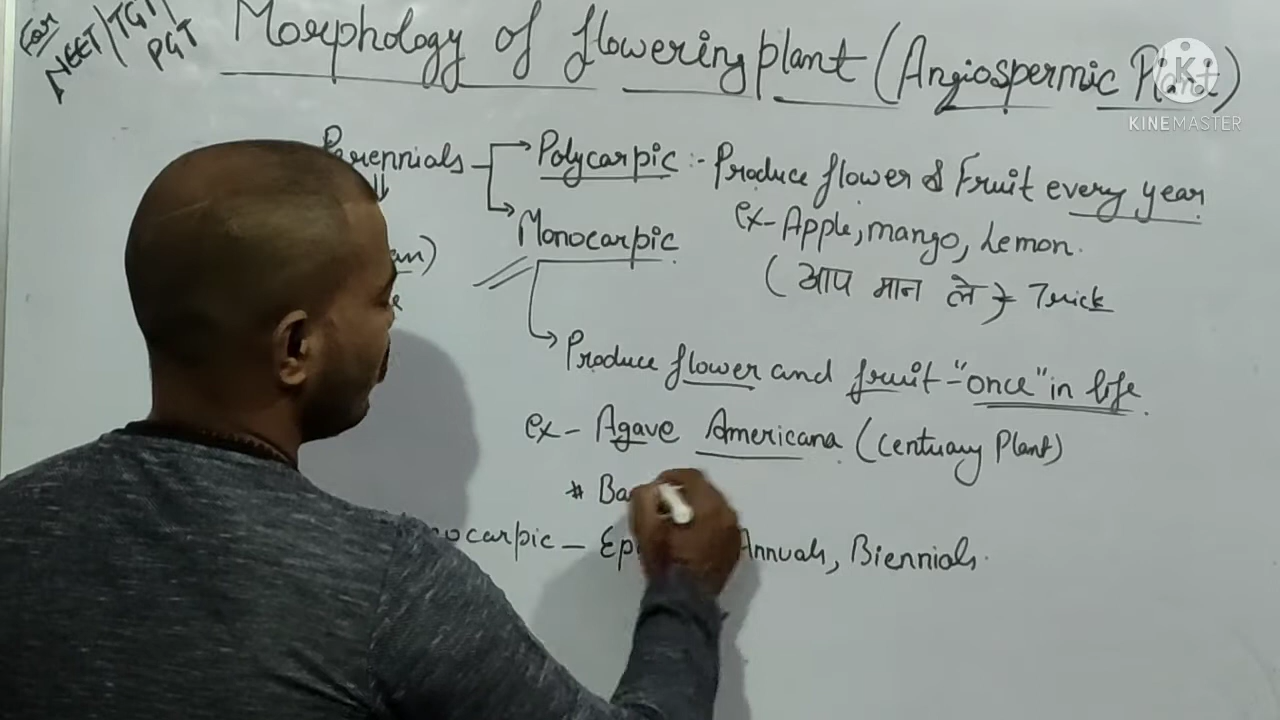 For
NEET/TGT/
PGT
Morphology of flowering plant (Angiospermic Plant)
KINEMASTER
Perennials
Polycarpic :- Produce flower & Fruit every year
ex- Apple, mango, Lemon.
Monocarpic
(आप मान ले) → Trick
Produce flower and fruit - "once" in life.
ex - Agave Americana (Centuary Plant)
* Ba
Annuals, Biennials.